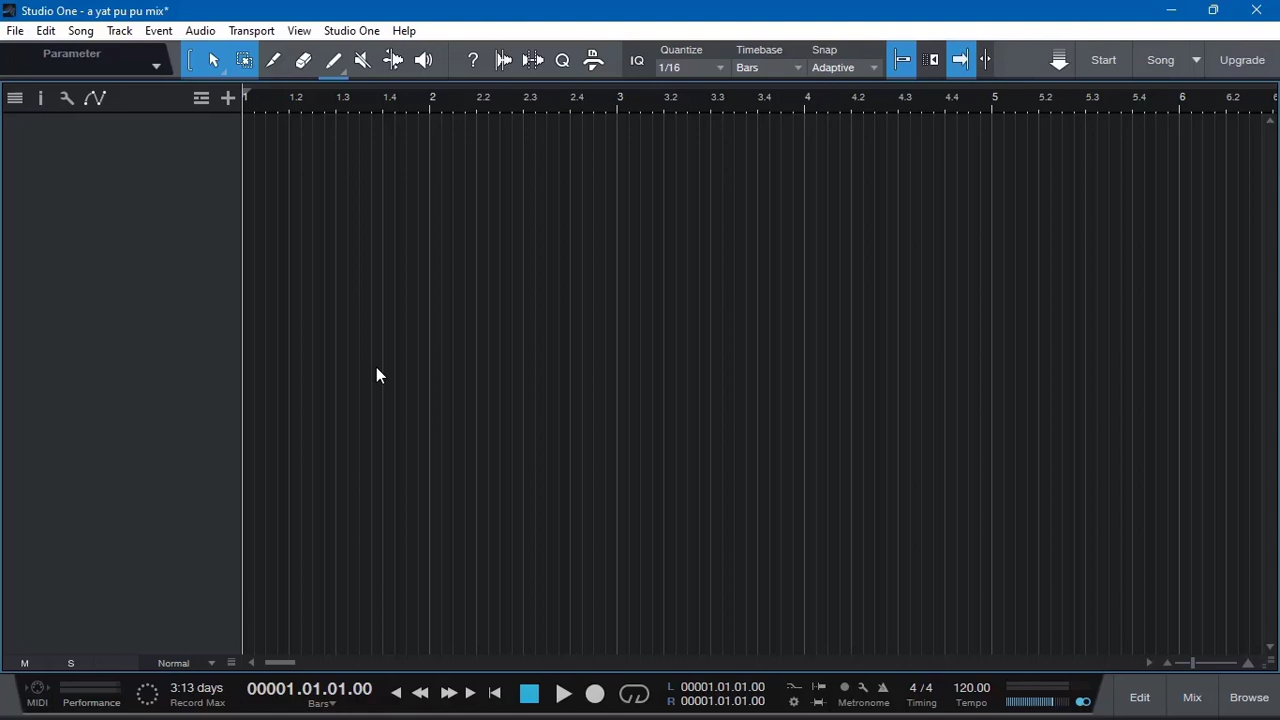 Studio One - a yat pu pu mix*
File Edit Song Track Event Audio Transport View Studio One Help
Parameter
? Q IQ
Quantize Timebase Snap
1/16 Bars Adaptive
Start Song Upgrade
1 1.2 1.3 1.4 2 2.2 2.3 2.4 3 3.2 3.3 3.4 4 4.2 4.3 4.4 5 5.2 5.3 5.4 6 6.2
M S Normal
MIDI Performance
3:13 days
Record Max
00001.01.01.00
Bars
L 00001.01.01.00
R 00001.01.01.00
Metronome
4 / 4
Timing
120.00
Tempo
Edit Mix Browse